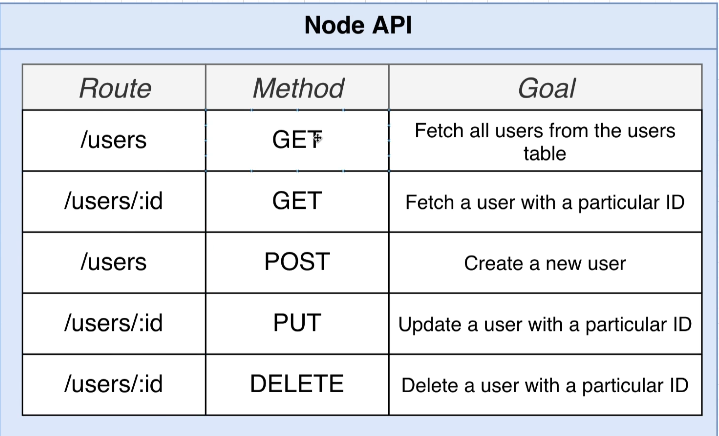 Node API
Route Method Goal
/users GET Fetch all users from the users
table
/users/:id GET Fetch a user with a particular ID
/users POST Create a new user
/users/:id PUT Update a user with a particular ID
/users/:id DELETE Delete a user with a particular ID